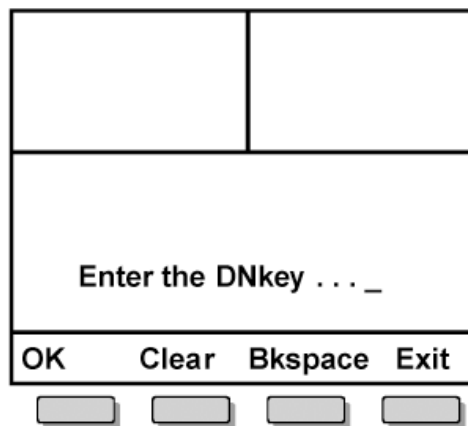 Enter the DNkey . . . _
OK Clear Bkspace Exit